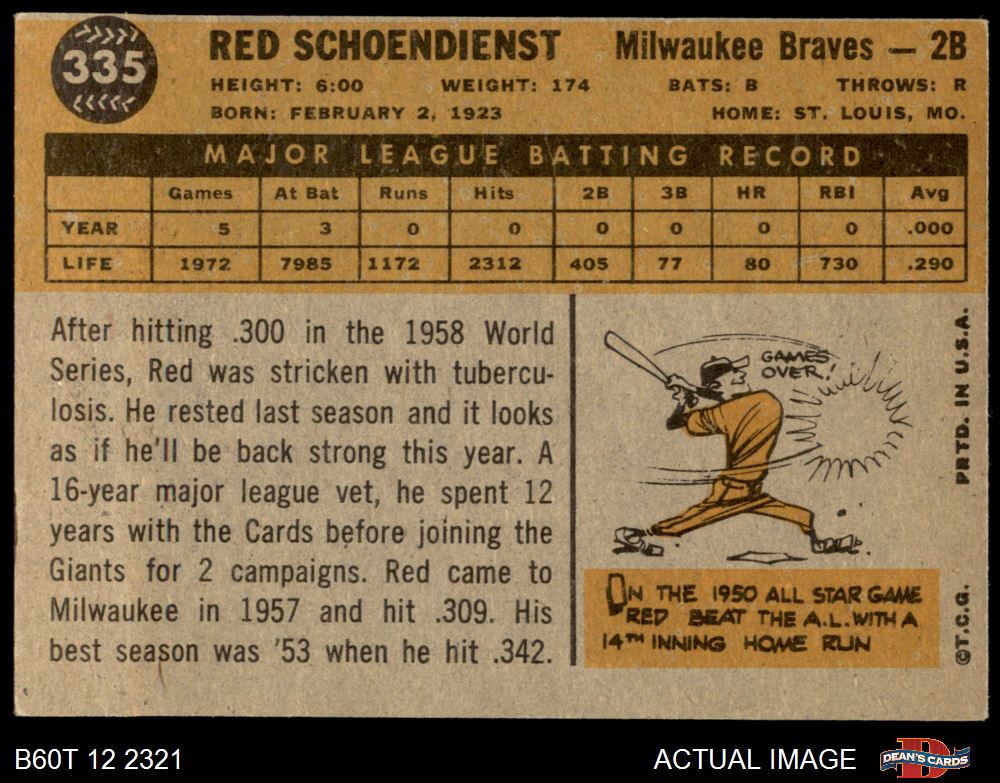 335
RED SCHOENDIENST Milwaukee Braves — 2B
HEIGHT: 6:00 WEIGHT: 174 BATS: B THROWS: R
BORN: FEBRUARY 2, 1923 HOME: ST. LOUIS, MO.
MAJOR LEAGUE BATTING RECORD
Games At Bat Runs Hits 2B 3B HR RBI Avg
YEAR 5 3 0 0 0 0 0 0 .000
LIFE 1972 7985 1172 2312 405 77 80 730 .290
After hitting .300 in the 1958 World
Series, Red was stricken with tubercu-
losis. He rested last season and it looks
as if he'll be back strong this year. A
16-year major league vet, he spent 12
years with the Cards before joining the
Giants for 2 campaigns. Red came to
Milwaukee in 1957 and hit .309. His
best season was '53 when he hit .342.
GAMES
OVER!
ON THE 1950 ALL STAR GAME
RED BEAT THE A.L. WITH A
14TH INNING HOME RUN
©T.C.G. PRTD. IN U.S.A.
B60T 12 2321 ACTUAL IMAGE DEAN'S CARDS